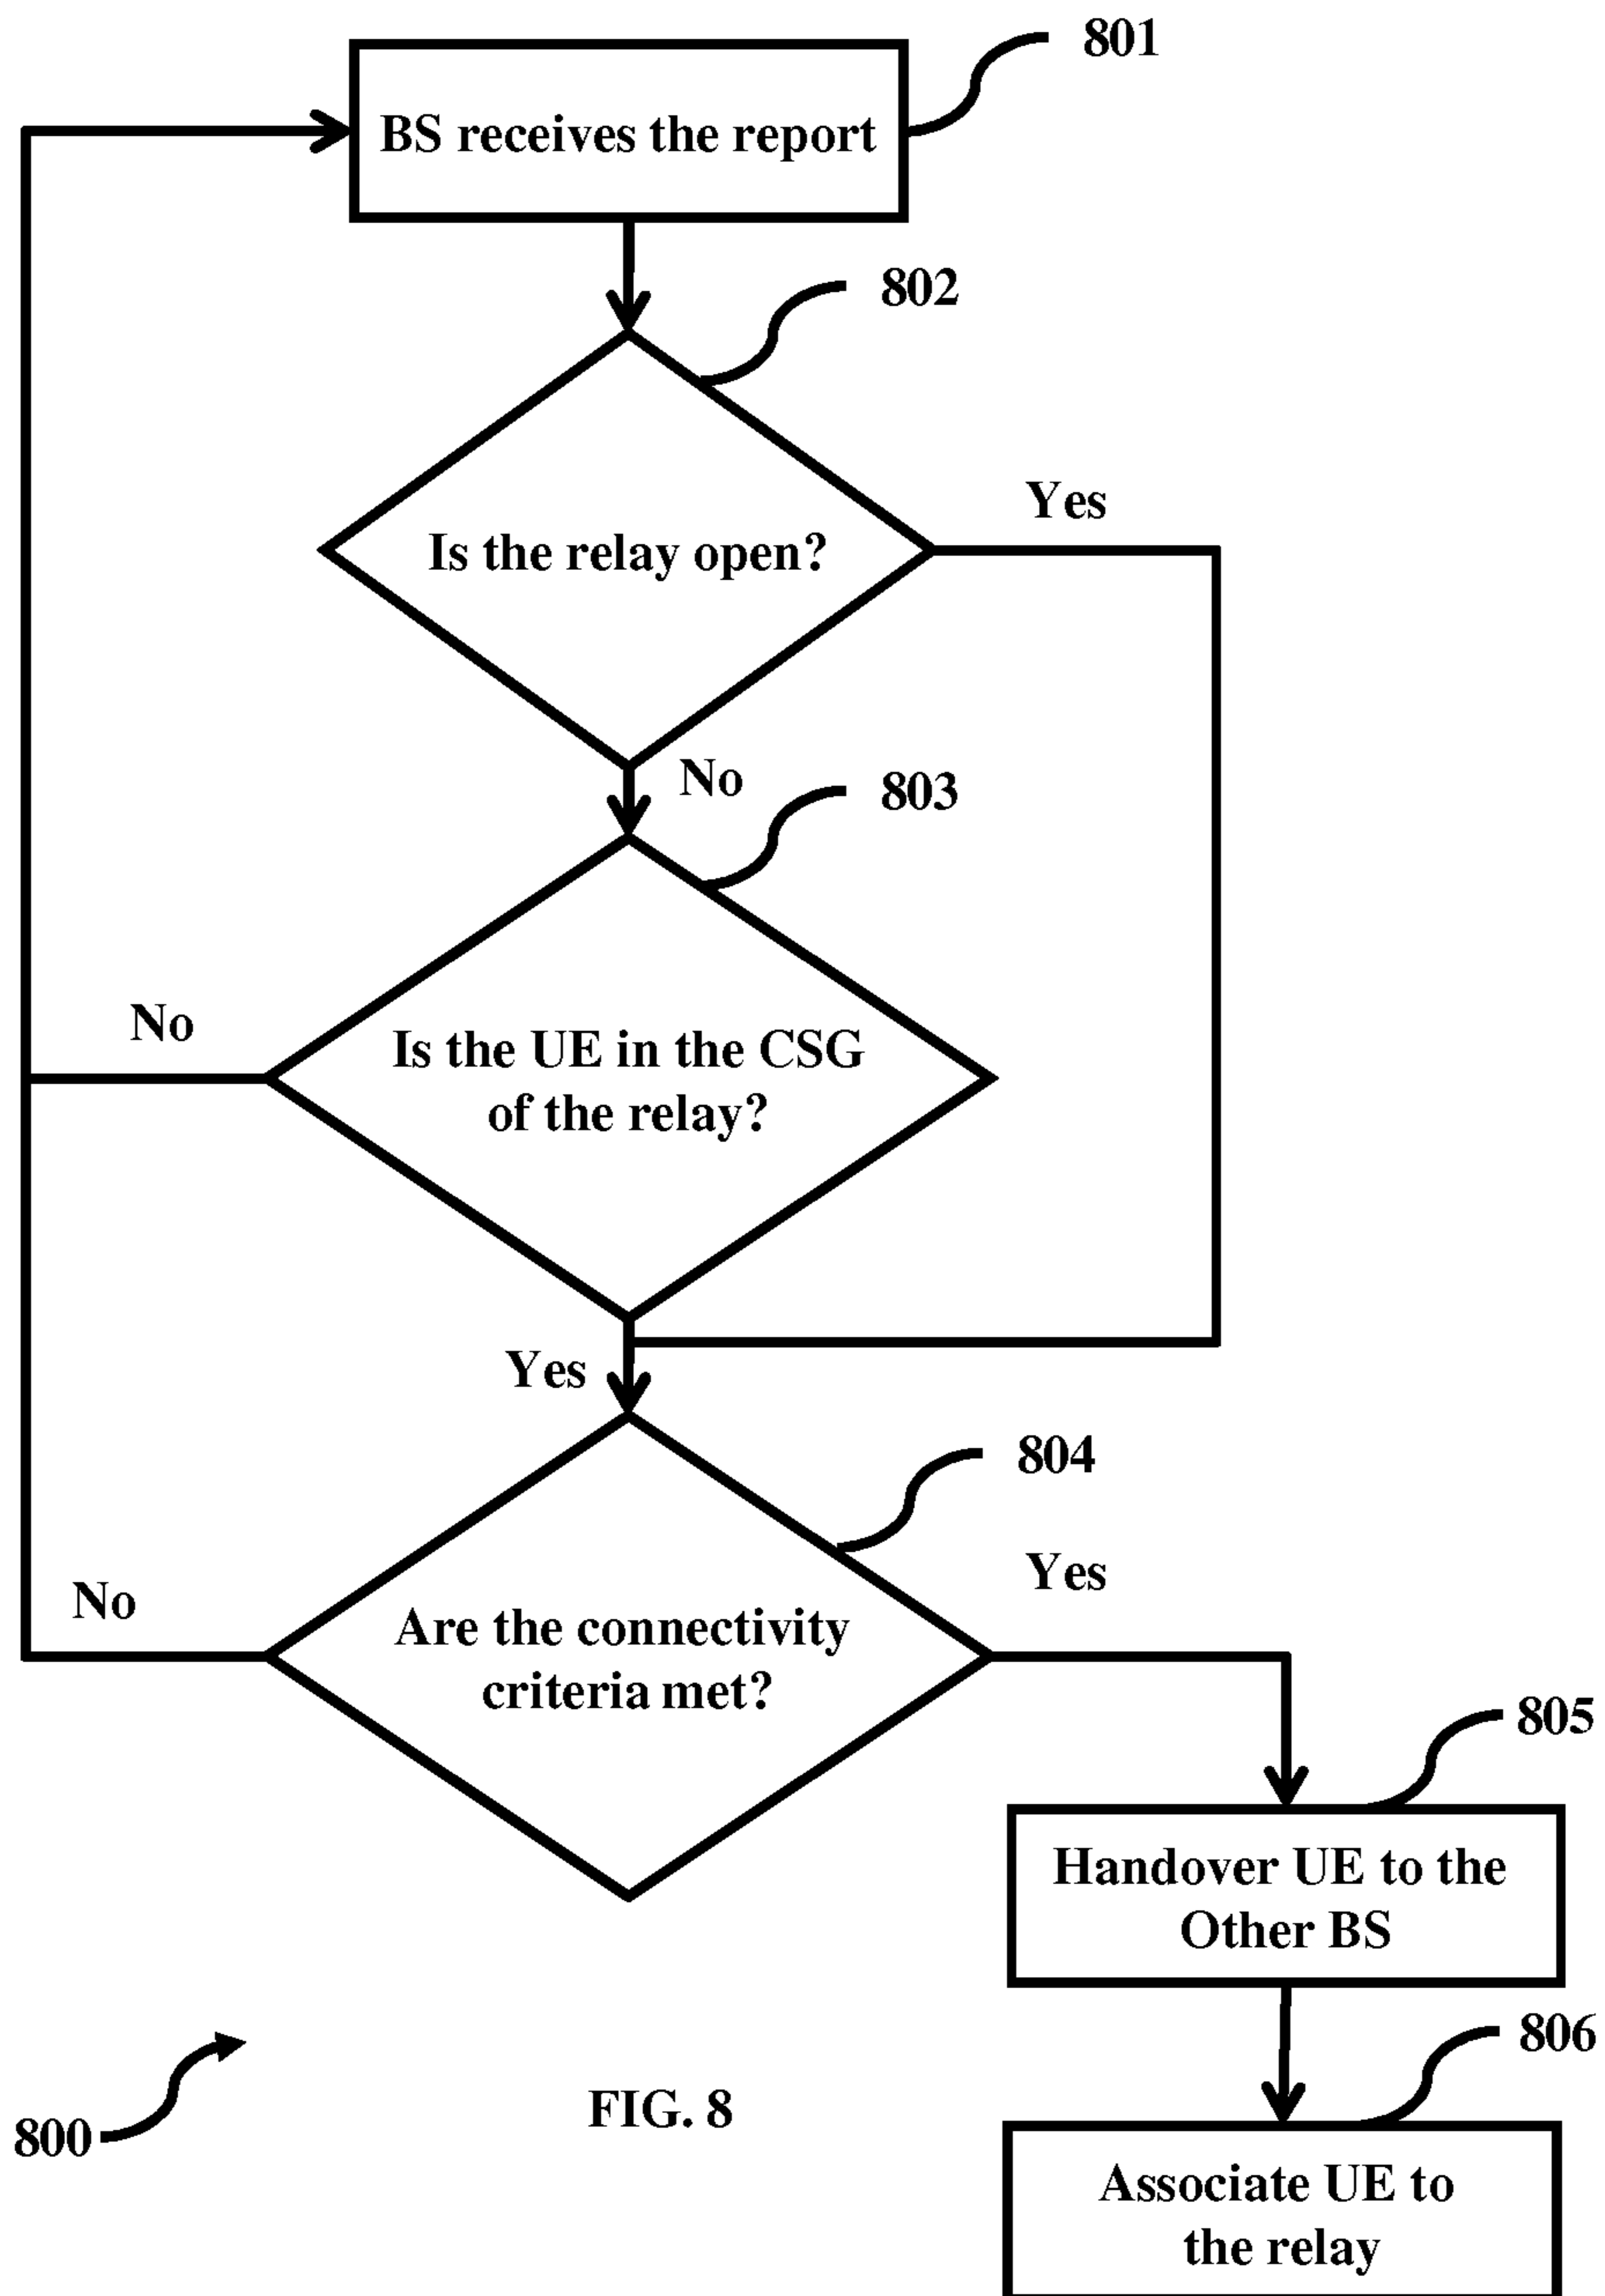 801
BS receives the report
802
Yes
Is the relay open?
No
803
No
Is the UE in the CSG
of the relay?
Yes
804
Yes
No
Are the connectivity
criteria met?
805
Handover UE to the
Other BS
806
800
FIG. 8
Associate UE to
the relay